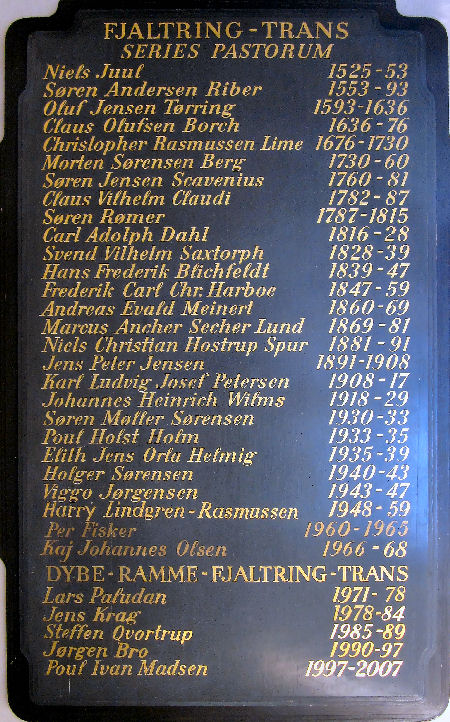 FJALTRING - TRANS
SERIES PASTORUM
Niels Juul 1525 - 53
Søren Andersen Riber 1553 - 93
Oluf Jensen Tørring 1593-1636
Claus Olufsen Borch 1636 - 76
Christopher Rasmussen Lime 1676-1730
Morten Sørensen Berg 1730 - 60
Søren Jensen Scavenius 1760 - 81
Claus Vilhelm Claudi 1782 - 87
Søren Rømer 1787-1815
Carl Adolph Dahl 1816 - 28
Svend Vilhelm Saxtorph 1828 - 39
Hans Frederik Blichfeldt 1839 - 47
Frederik Carl Chr. Harboe 1847 - 59
Andreas Evald Meinert 1860-69
Marcus Ancher Secher Lund 1869 - 81
Niels Christian Hostrup Spur 1881 - 91
Jens Peter Jensen 1891-1908
Karl Ludvig Josef Petersen 1908 - 17
Johannes Heinrich Wilms 1918 - 29
Søren Møller Sørensen 1930-33
Poul Holst Holm 1933 - 35
Elith Jens Orla Helmig 1935-39
Holger Sørensen 1940-43
Viggo Jørgensen 1943 - 47
Harry Lindgren - Rasmussen 1948 - 59
Per Fisker 1960 - 1965
Kaj Johannes Olsen 1966 - 68
DYBE - RAMME - FJALTRING - TRANS
Lars Paludan 1971 - 78
Jens Krag 1978-84
Steffen Qvortrup 1985-89
Jørgen Bro 1990-97
Poul Ivan Madsen 1997-2007